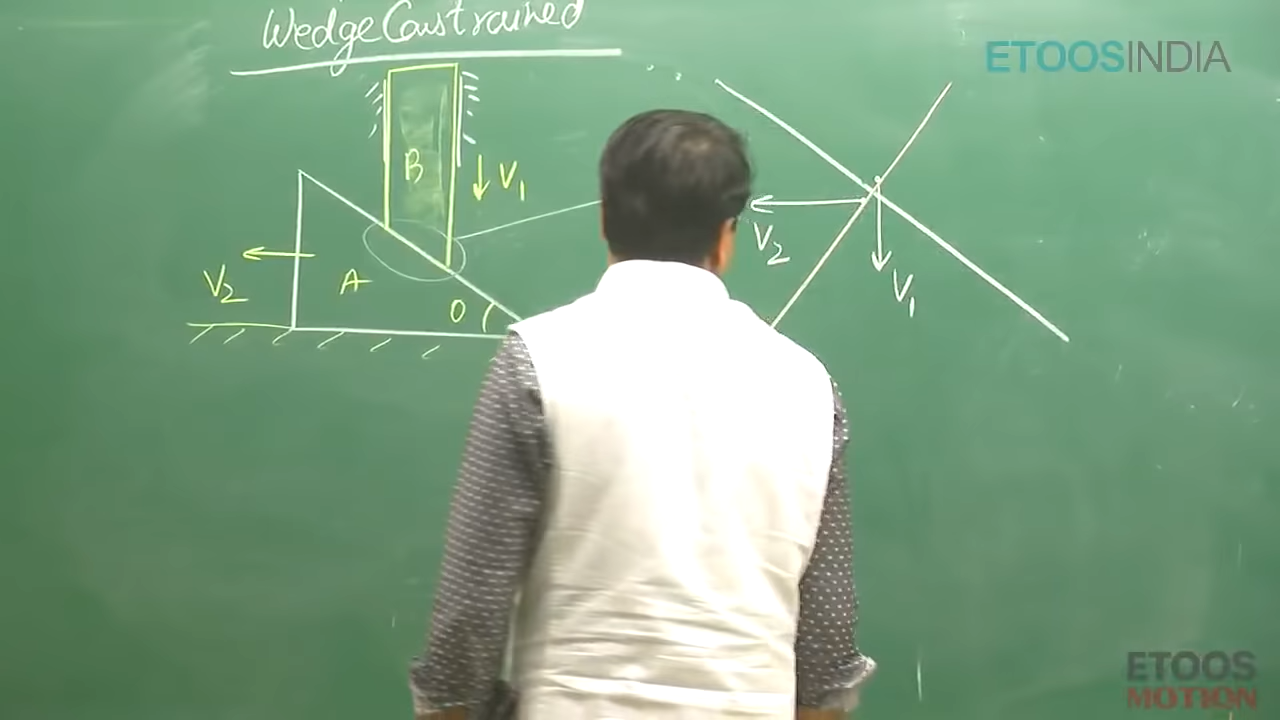 Wedge Constrained
ETOOSINDIA
B
V1
V2
A
θ
V2
V1
ETOOS
MOTION